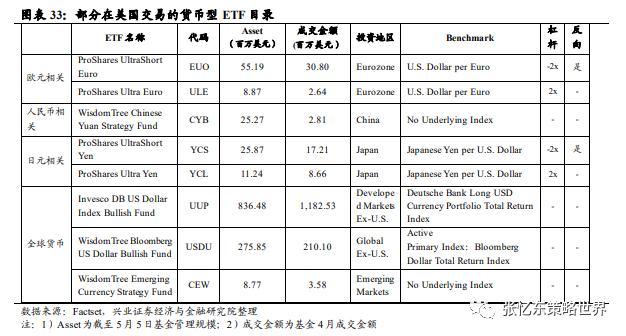 图表 33：部分在美国交易的货币型 ETF 目录
ETF 名称 代码 Asset（百万美元） 成交金额（百万美元） 投资地区 Benchmark 杠杆 反向
欧元相关 ProShares UltraShort Euro EUO 55.19 30.80 Eurozone U.S. Dollar per Euro -2x 是
ProShares Ultra Euro ULE 8.87 2.64 Eurozone U.S. Dollar per Euro 2x -
人民币相关 WisdomTree Chinese Yuan Strategy Fund CYB 25.27 2.81 China No Underlying Index - -
日元相关 ProShares UltraShort Yen YCS 25.87 17.21 Japan Japanese Yen per U.S. Dollar -2x 是
ProShares Ultra Yen YCL 11.24 8.66 Japan Japanese Yen per U.S. Dollar 2x -
全球货币 Invesco DB US Dollar Index Bullish Fund UUP 836.48 1,182.53 Developed Markets Ex-U.S. Deutsche Bank Long USD Currency Portfolio Total Return Index - -
WisdomTree Bloomberg US Dollar Bullish Fund USDU 275.85 210.10 Global Ex-U.S. Active Primary Index：Bloomberg Dollar Total Return Index - -
WisdomTree Emerging Currency Strategy Fund CEW 8.77 3.58 Emerging Markets No Underlying Index - -
数据来源：Factset，兴业证券经济与金融研究院整理
注：1）Asset 为截至 5 月 5 日基金管理规模；2）成交金额为基金 4 月成交金额
张忆东策略世界